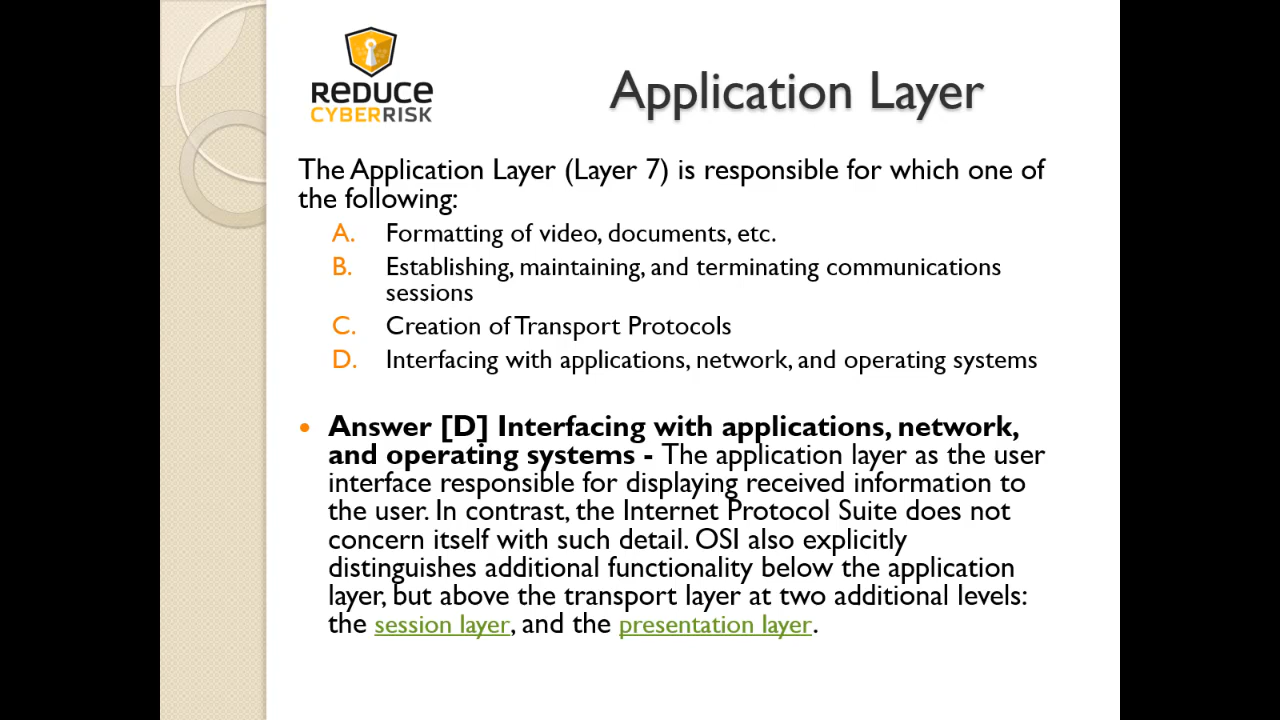 REDUCE
CYBERRISK
Application Layer
The Application Layer (Layer 7) is responsible for which one of
the following:
A. Formatting of video, documents, etc.
B. Establishing, maintaining, and terminating communications
sessions
C. Creation of Transport Protocols
D. Interfacing with applications, network, and operating systems
• Answer [D] Interfacing with applications, network,
and operating systems - The application layer as the user
interface responsible for displaying received information to
the user. In contrast, the Internet Protocol Suite does not
concern itself with such detail. OSI also explicitly
distinguishes additional functionality below the application
layer, but above the transport layer at two additional levels:
the session layer, and the presentation layer.